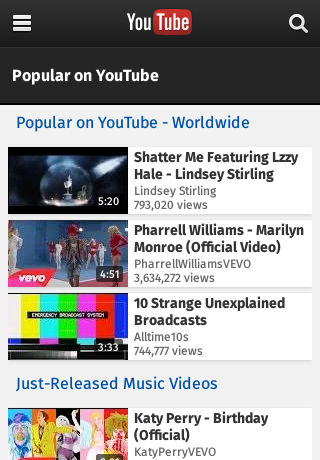 YouTube
Popular on YouTube
Popular on YouTube - Worldwide
Shatter Me Featuring Lzzy
Hale - Lindsey Stirling
Lindsey Stirling
793,020 views
5:20
Pharrell Williams - Marilyn
Monroe (Official Video)
PharrellWilliamsVEVO
3,634,272 views
vevo
4:51
10 Strange Unexplained
Broadcasts
Alltime10s
744,777 views
EMERGENCY BROADCAST SYSTEM
3:33
Just-Released Music Videos
Katy Perry - Birthday
(Official)
KatyPerryVEVO